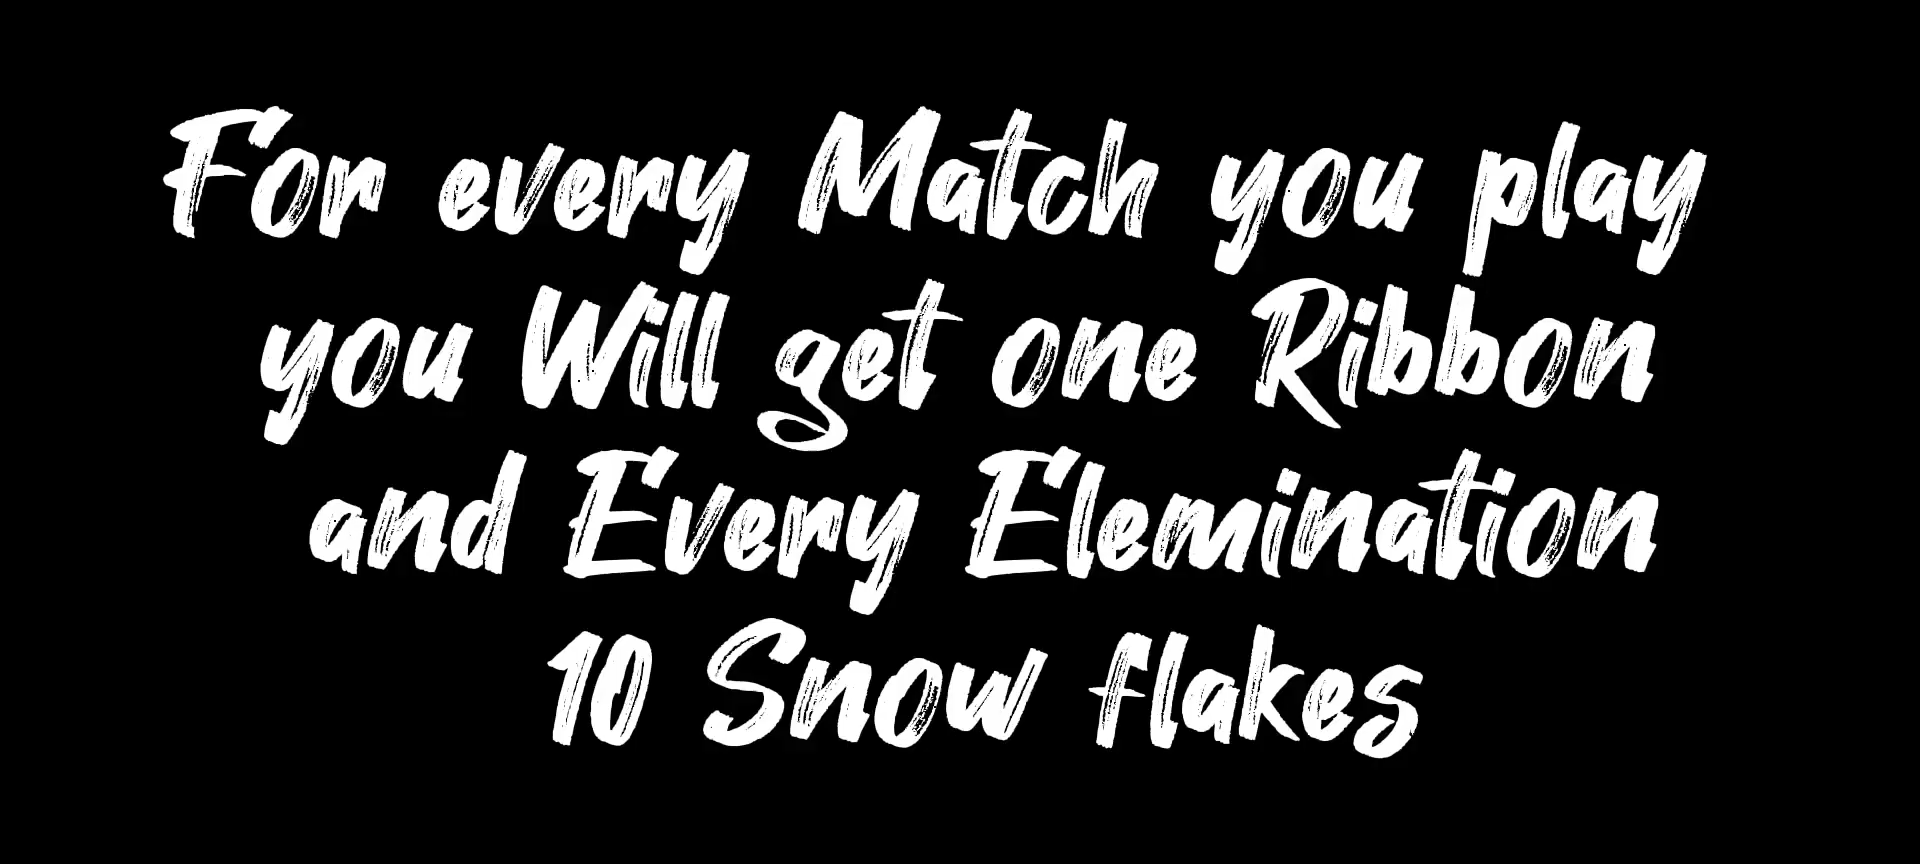 For every Match you play
you Will get one Ribbon
and Every Elemination
10 Snow flakes